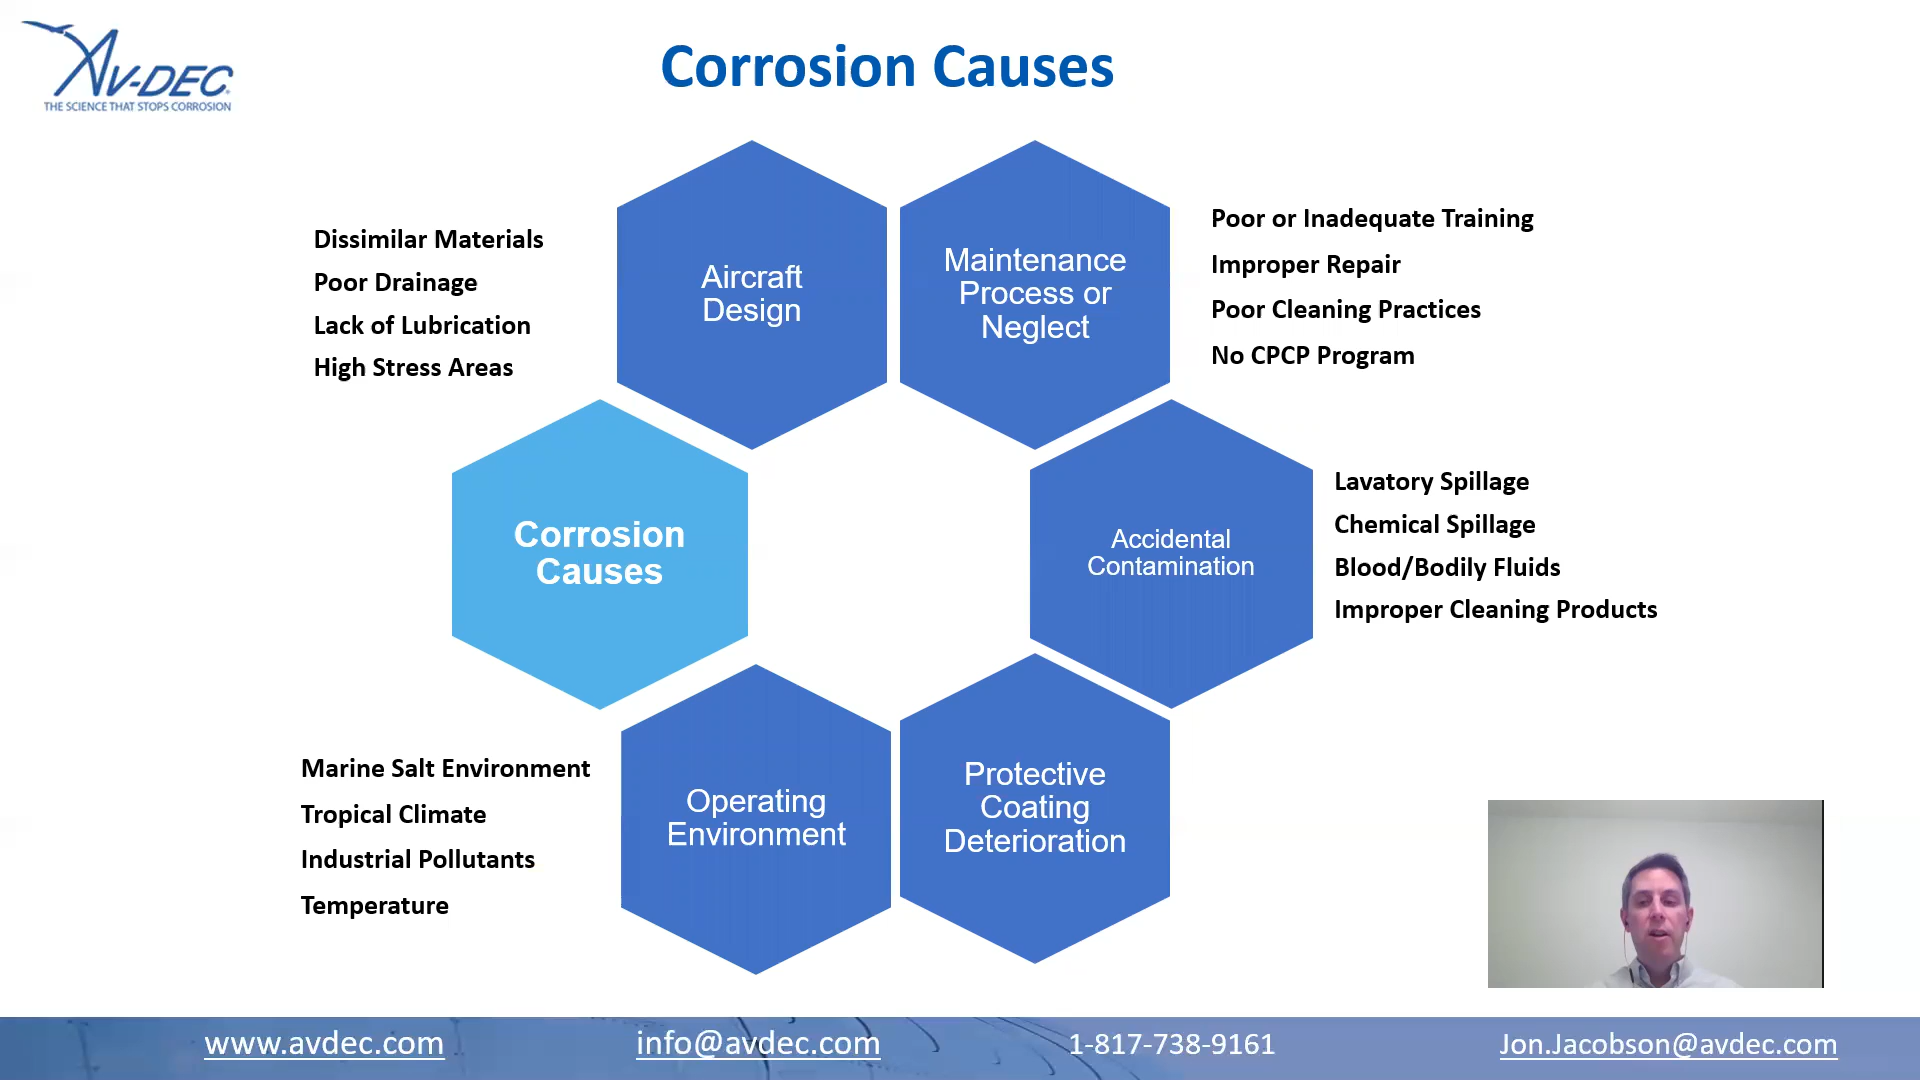 AV-DEC
THE SCIENCE THAT STOPS CORROSION
Corrosion Causes
Dissimilar Materials
Poor Drainage
Lack of Lubrication
High Stress Areas
Aircraft
Design
Maintenance
Process or
Neglect
Poor or Inadequate Training
Improper Repair
Poor Cleaning Practices
No CPCP Program
Corrosion
Causes
Accidental
Contamination
Lavatory Spillage
Chemical Spillage
Blood/Bodily Fluids
Improper Cleaning Products
Marine Salt Environment
Tropical Climate
Industrial Pollutants
Temperature
Operating
Environment
Protective
Coating
Deterioration
www.avdec.com
info@avdec.com
1-817-738-9161
Jon.Jacobson@avdec.com